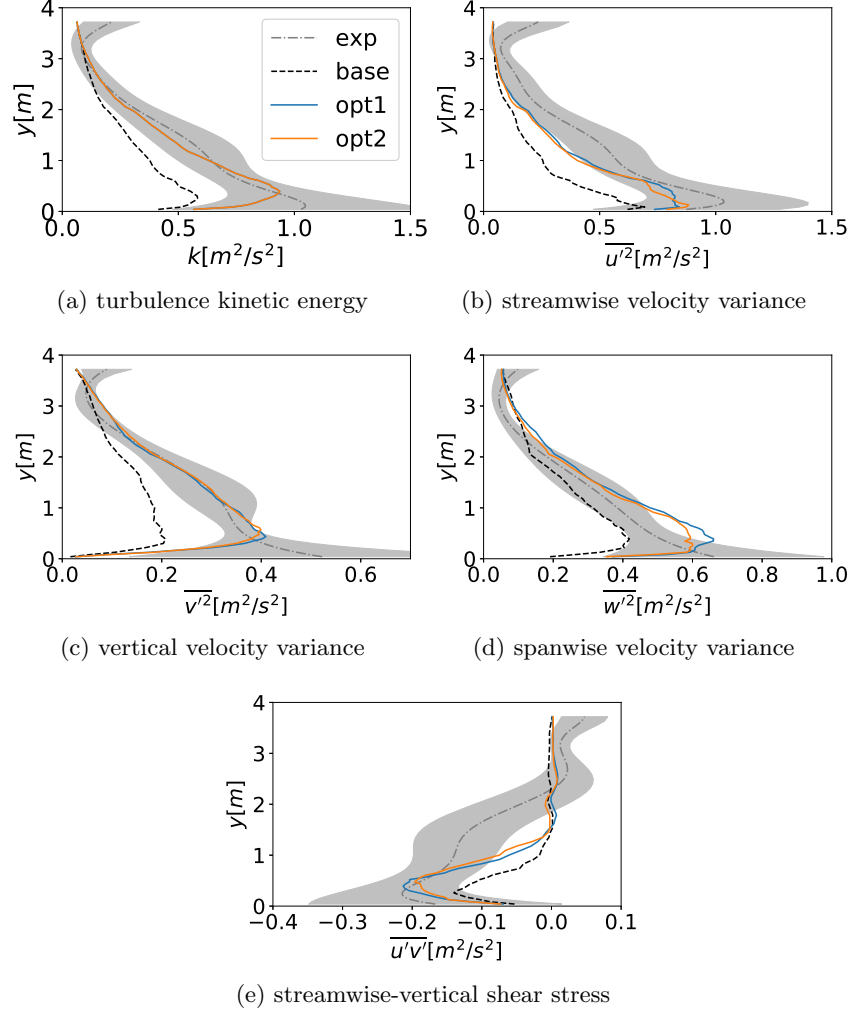 4
3
2
1
0
y[m]
exp
base
opt1
opt2
0.0 0.5 1.0 1.5
k[m²/s²]
(a) turbulence kinetic energy
4
3
2
1
0
y[m]
0.0 0.5 1.0 1.5
u′²[m²/s²]
(b) streamwise velocity variance
4
3
2
1
0
y[m]
0.0 0.2 0.4 0.6
v′²[m²/s²]
(c) vertical velocity variance
4
3
2
1
0
y[m]
0.0 0.2 0.4 0.6 0.8 1.0
w′²[m²/s²]
(d) spanwise velocity variance
4
3
2
1
0
y[m]
−0.4 −0.3 −0.2 −0.1 0.0 0.1
u′v′[m²/s²]
(e) streamwise-vertical shear stress